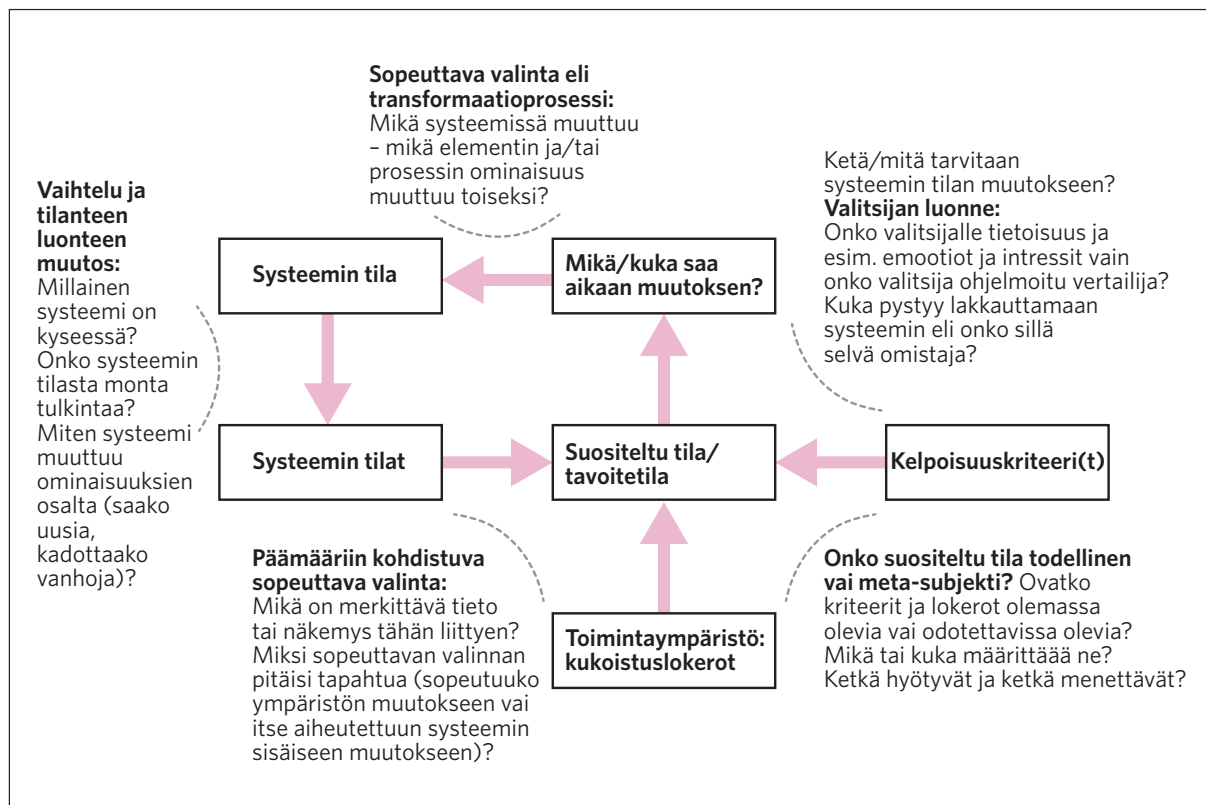 Sopeuttava valinta eli
transformaatioprosessi:
Mikä systeemissä muuttuu
– mikä elementin ja/tai
prosessin ominaisuus
muuttuu toiseksi?
Ketä/mitä tarvitaan
systeemin tilan muutokseen?
Valitsijan luonne:
Onko valitsijalle tietoisuus ja
esim. emootiot ja intressit vain
onko valitsija ohjelmoitu vertailija?
Kuka pystyy lakkauttamaan
systeemin eli onko sillä
selvä omistaja?
Vaihtelu ja
tilanteen
luonteen
muutos:
Millainen
systeemi on
kyseessä?
Onko systeemin
tilasta monta
tulkintaa?
Miten systeemi
muuttuu
ominaisuuksien
osalta (saako
uusia,
kadottaako
vanhoja)?
Systeemin tila
Mikä/kuka saa
aikaan muutoksen?
Systeemin tilat
Suositeltu tila/
tavoitetila
Kelpoisuuskriteeri(t)
Päämääriin kohdistuva
sopeuttava valinta:
Mikä on merkittävä tieto
tai näkemys tähän liittyen?
Miksi sopeuttavan valinnan
pitäisi tapahtua (sopeutuuko
ympäristön muutokseen vai
itse aiheutettuun systeemin
sisäiseen muutokseen)?
Toimintaympäristö:
kukoistuslokerot
Onko suositeltu tila todellinen
vai meta-subjekti? Ovatko
kriteerit ja lokerot olemassa
olevia vai odotettavissa olevia?
Mikä tai kuka määrittäää ne?
Ketkä hyötyvät ja ketkä menettävät?